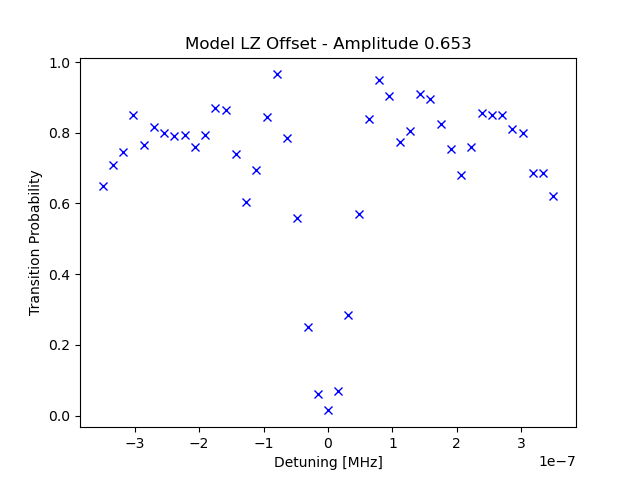 Model LZ Offset - Amplitude 0.653
1.0
0.8
0.6
0.4
0.2
0.0
Transition Probability
−3 −2 −1 0 1 2 3
1e−7
Detuning [MHz]